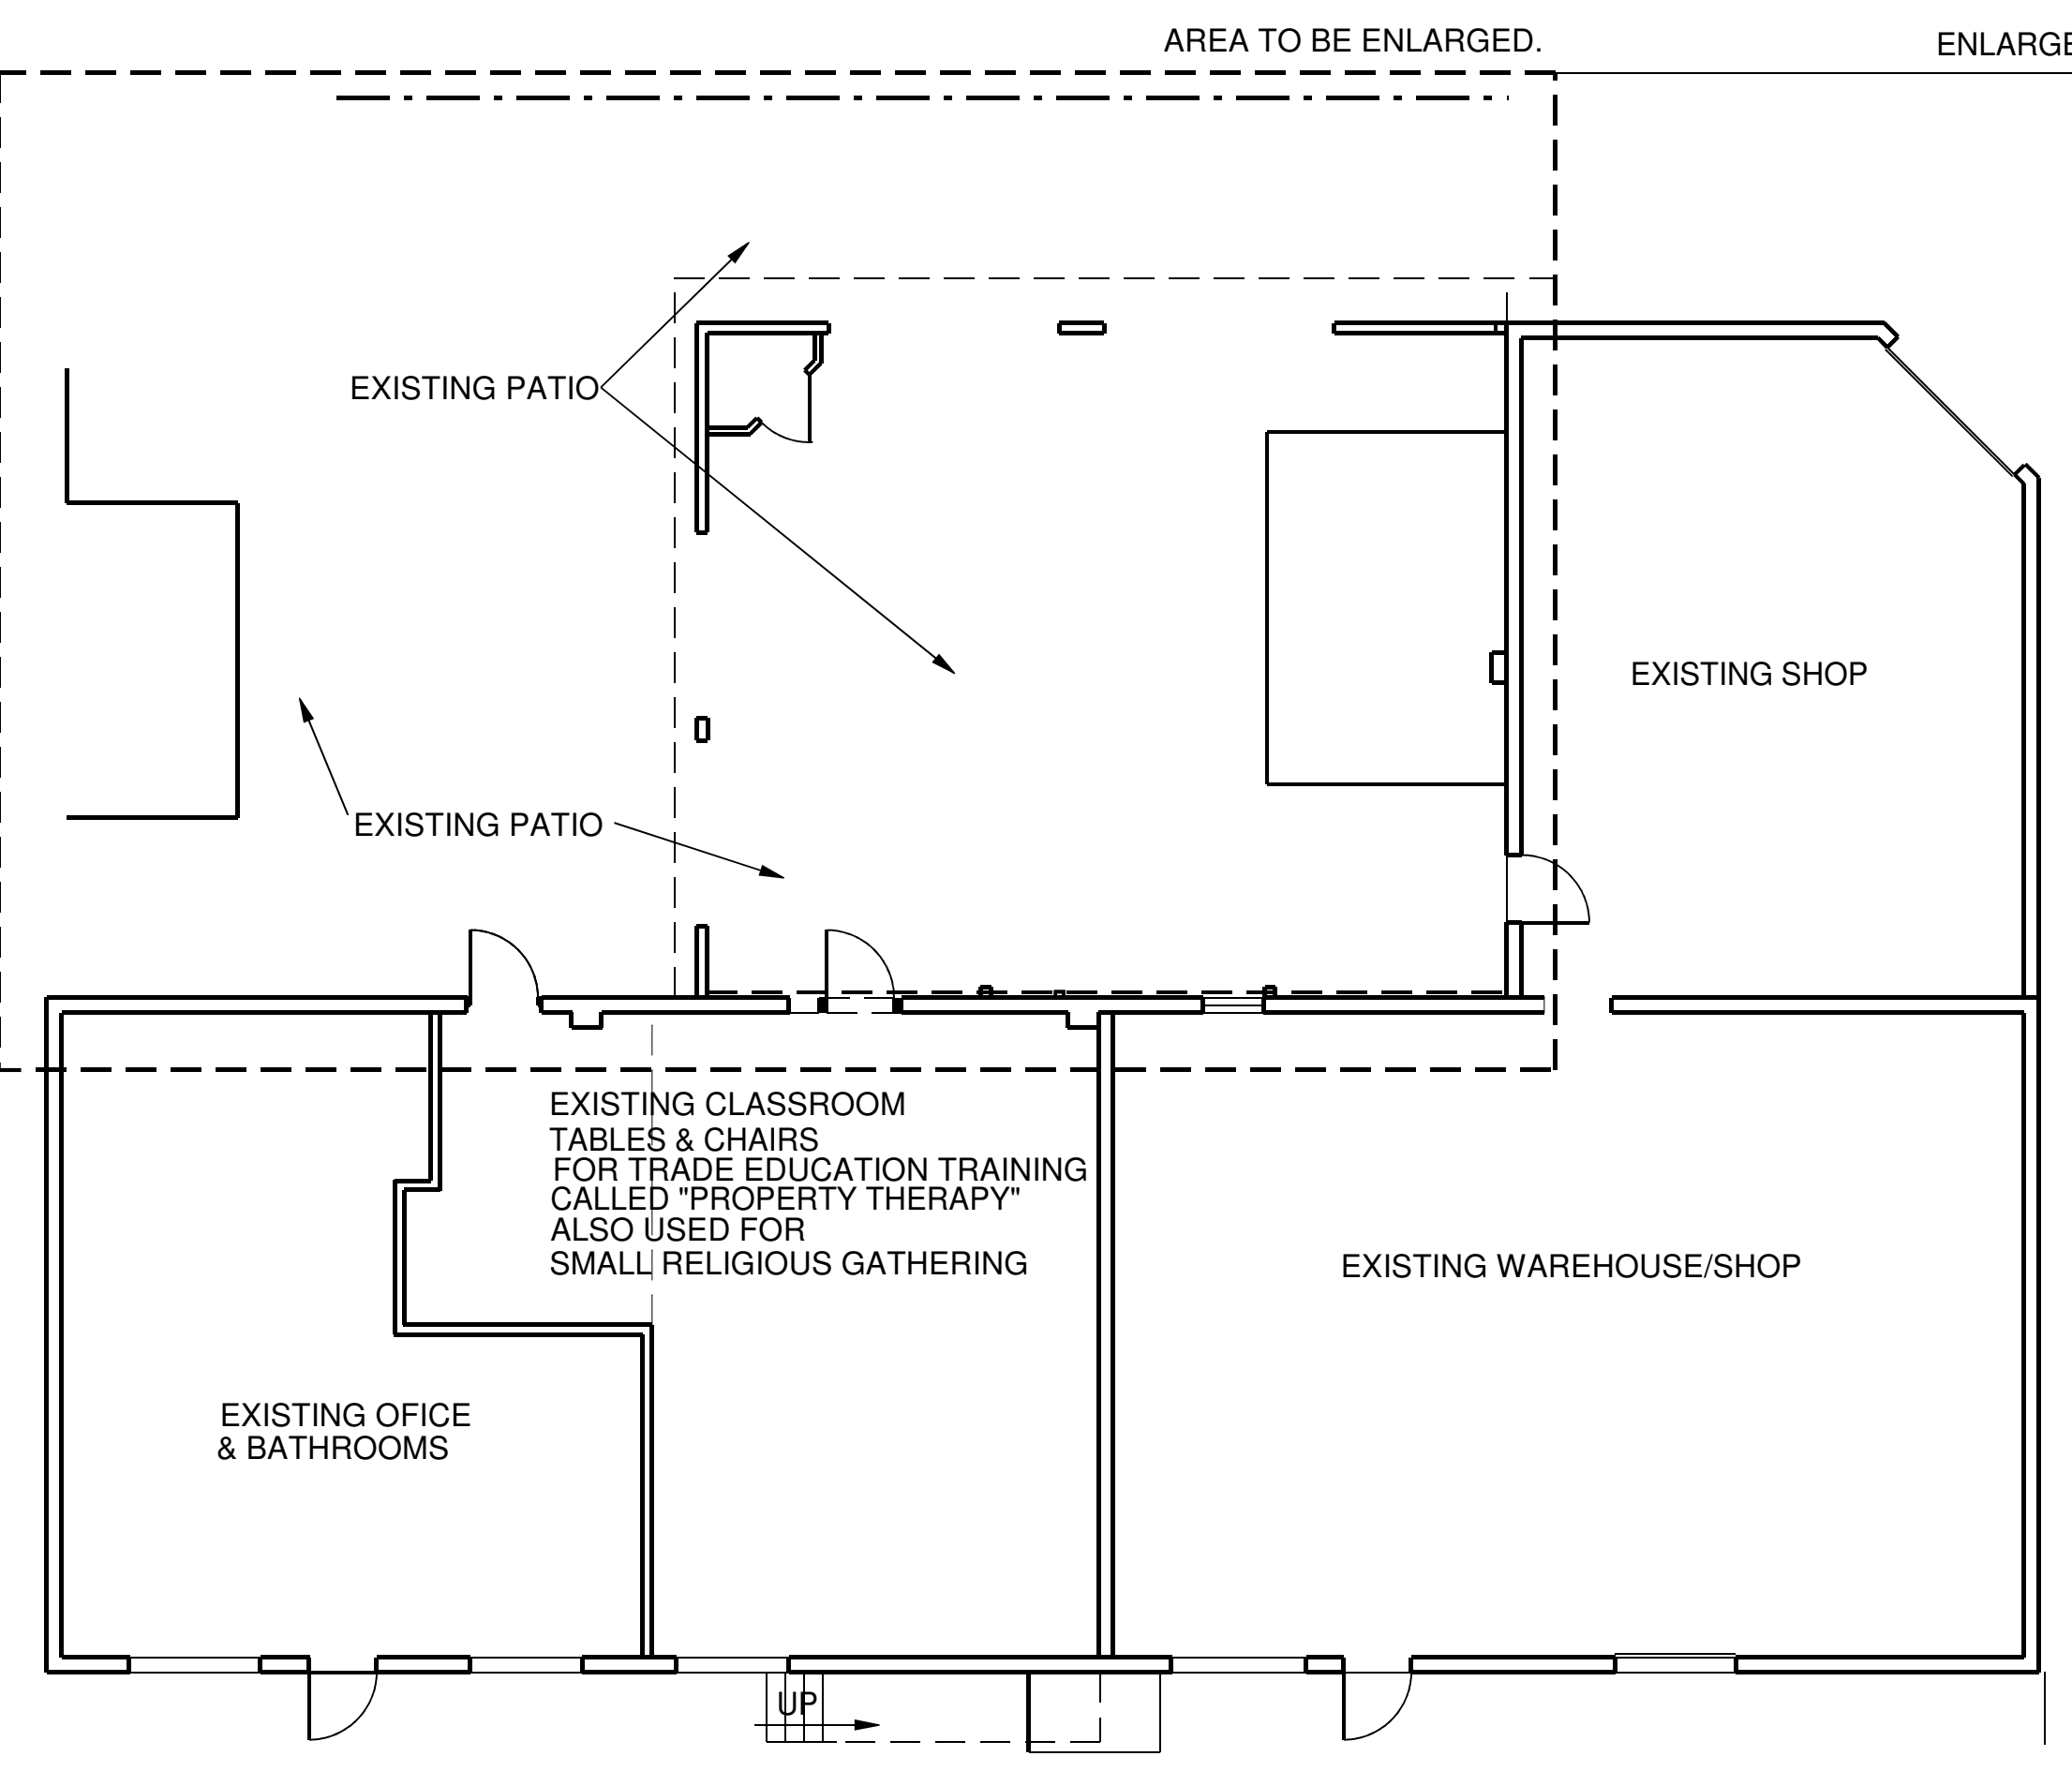 AREA TO BE ENLARGED.
ENLARGE
EXISTING PATIO
EXISTING SHOP
EXISTING PATIO
EXISTING CLASSROOM
TABLES & CHAIRS
FOR TRADE EDUCATION TRAINING
CALLED "PROPERTY THERAPY"
ALSO USED FOR
SMALL RELIGIOUS GATHERING
EXISTING WAREHOUSE/SHOP
EXISTING OFICE
& BATHROOMS
UP